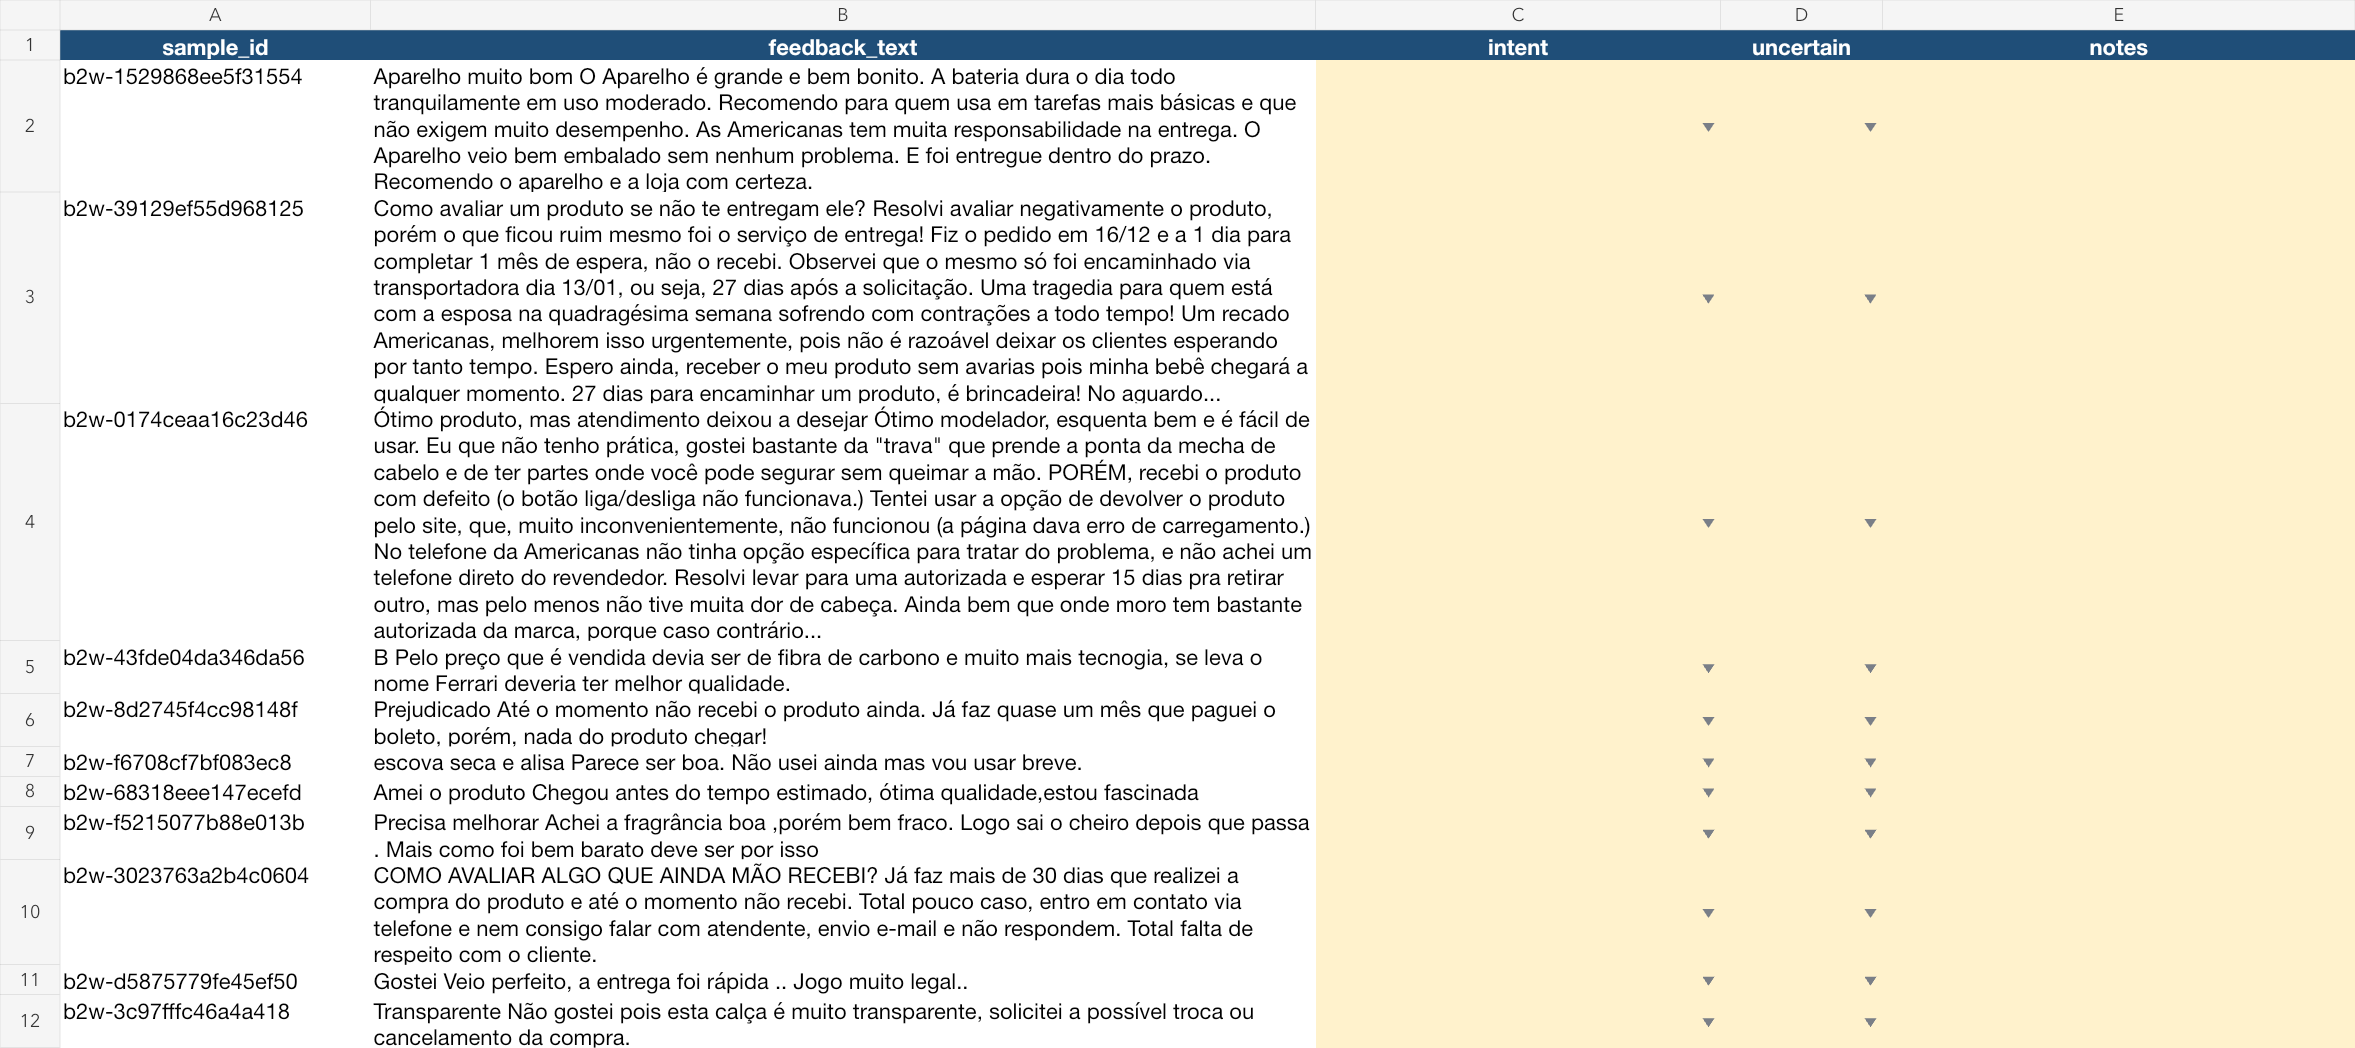 A B C D E
1 sample_id feedback_text intent uncertain notes
2 b2w-1529868ee5f31554 Aparelho muito bom O Aparelho é grande e bem bonito. A bateria dura o dia todo
tranquilamente em uso moderado. Recomendo para quem usa em tarefas mais básicas e que
não exigem muito desempenho. As Americanas tem muita responsabilidade na entrega. O
Aparelho veio bem embalado sem nenhum problema. E foi entregue dentro do prazo.
Recomendo o aparelho e a loja com certeza.
3 b2w-39129ef55d968125 Como avaliar um produto se não te entregam ele? Resolvi avaliar negativamente o produto,
porém o que ficou ruim mesmo foi o serviço de entrega! Fiz o pedido em 16/12 e a 1 dia para
completar 1 mês de espera, não o recebi. Observei que o mesmo só foi encaminhado via
transportadora dia 13/01, ou seja, 27 dias após a solicitação. Uma tragedia para quem está
com a esposa na quadragésima semana sofrendo com contrações a todo tempo! Um recado
Americanas, melhorem isso urgentemente, pois não é razoável deixar os clientes esperando
por tanto tempo. Espero ainda, receber o meu produto sem avarias pois minha bebê chegará a
qualquer momento. 27 dias para encaminhar um produto, é brincadeira! No aguardo...
4 b2w-0174ceaa16c23d46 Ótimo produto, mas atendimento deixou a desejar Ótimo modelador, esquenta bem e é fácil de
usar. Eu que não tenho prática, gostei bastante da "trava" que prende a ponta da mecha de
cabelo e de ter partes onde você pode segurar sem queimar a mão. PORÉM, recebi o produto
com defeito (o botão liga/desliga não funcionava.) Tentei usar a opção de devolver o produto
pelo site, que, muito inconvenientemente, não funcionou (a página dava erro de carregamento.)
No telefone da Americanas não tinha opção específica para tratar do problema, e não achei um
telefone direto do revendedor. Resolvi levar para uma autorizada e esperar 15 dias pra retirar
outro, mas pelo menos não tive muita dor de cabeça. Ainda bem que onde moro tem bastante
autorizada da marca, porque caso contrário...
5 b2w-43fde04da346da56 B Pelo preço que é vendida devia ser de fibra de carbono e muito mais tecnogia, se leva o
nome Ferrari deveria ter melhor qualidade.
6 b2w-8d2745f4cc98148f Prejudicado Até o momento não recebi o produto ainda. Já faz quase um mês que paguei o
boleto, porém, nada do produto chegar!
7 b2w-f6708cf7bf083ec8 escova seca e alisa Parece ser boa. Não usei ainda mas vou usar breve.
8 b2w-68318eee147ecefd Amei o produto Chegou antes do tempo estimado, ótima qualidade,estou fascinada
9 b2w-f5215077b88e013b Precisa melhorar Achei a fragrância boa ,porém bem fraco. Logo sai o cheiro depois que passa
. Mais como foi bem barato deve ser por isso
10 b2w-3023763a2b4c0604 COMO AVALIAR ALGO QUE AINDA MÃO RECEBI? Já faz mais de 30 dias que realizei a
compra do produto e até o momento não recebi. Total pouco caso, entro em contato via
telefone e nem consigo falar com atendente, envio e-mail e não respondem. Total falta de
respeito com o cliente.
11 b2w-d5875779fe45ef50 Gostei Veio perfeito, a entrega foi rápida .. Jogo muito legal..
12 b2w-3c97fffc46a4a418 Transparente Não gostei pois esta calça é muito transparente, solicitei a possível troca ou
cancelamento da compra.